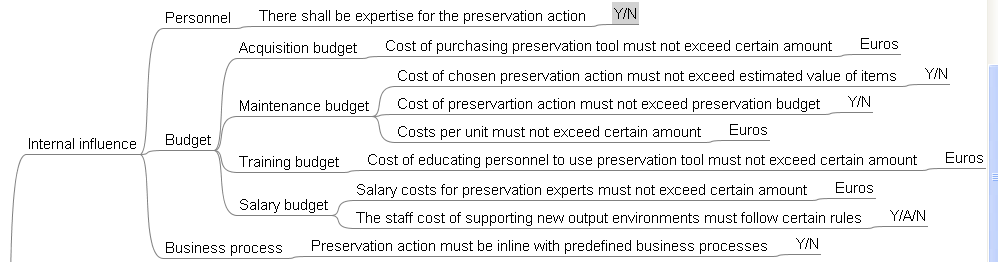 Personnel There shall be expertise for the preservation action Y/N
Acquisition budget Cost of purchasing preservation tool must not exceed certain amount Euros
Cost of chosen preservation action must not exceed estimated value of items Y/N
Maintenance budget Cost of preservartion action must not exceed preservation budget Y/N
Costs per unit must not exceed certain amount Euros
Internal influence Budget
Training budget Cost of educating personnel to use preservation tool must not exceed certain amount Euros
Salary costs for preservation experts must not exceed certain amount Euros
Salary budget
The staff cost of supporting new output environments must follow certain rules Y/A/N
Business process Preservation action must be inline with predefined business processes Y/N